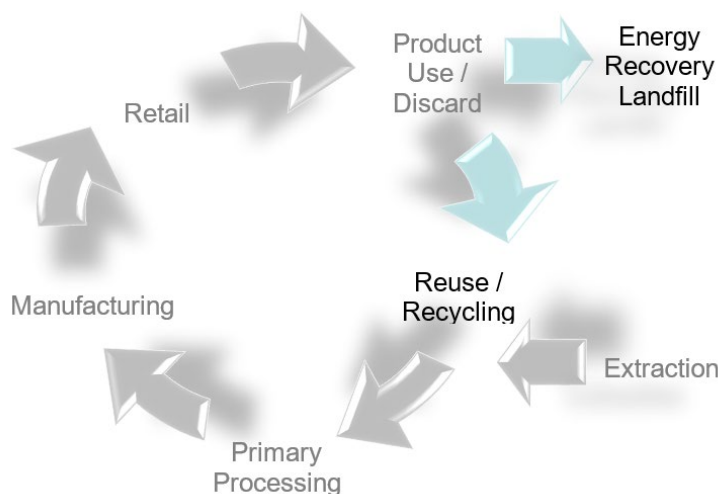 Product
Use /
Discard
Energy
Recovery
Landfill
Retail
Reuse /
Recycling
Manufacturing
Extraction
Primary
Processing